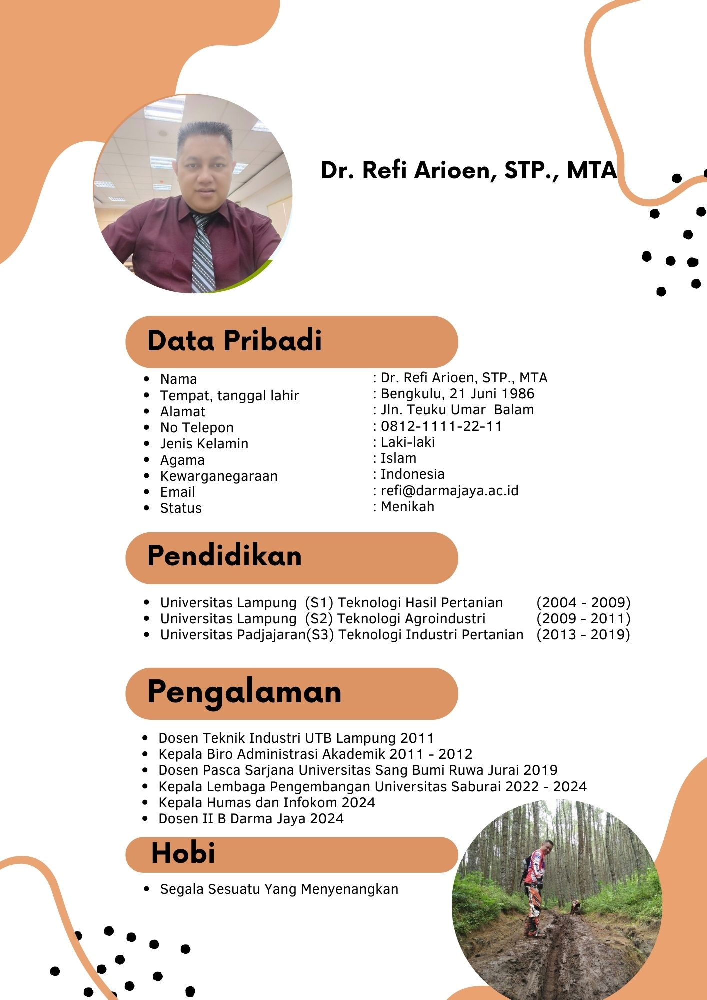 Dr. Refi Arioen, STP., MTA
Data Pribadi
• Nama : Dr. Refi Arioen, STP., MTA
• Tempat, tanggal lahir : Bengkulu, 21 Juni 1986
• Alamat : Jln. Teuku Umar  Balam
• No Telepon : 0812-1111-22-11
• Jenis Kelamin : Laki-laki
• Agama : Islam
• Kewarganegaraan : Indonesia
• Email : refi@darmajaya.ac.id
• Status : Menikah
Pendidikan
• Universitas Lampung  (S1) Teknologi Hasil Pertanian (2004 - 2009)
• Universitas Lampung  (S2) Teknologi Agroindustri (2009 - 2011)
• Universitas Padjajaran(S3) Teknologi Industri Pertanian (2013 - 2019)
Pengalaman
• Dosen Teknik Industri UTB Lampung 2011
• Kepala Biro Administrasi Akademik 2011 - 2012
• Dosen Pasca Sarjana Universitas Sang Bumi Ruwa Jurai 2019
• Kepala Lembaga Pengembangan Universitas Saburai 2022 - 2024
• Kepala Humas dan Infokom 2024
• Dosen II B Darma Jaya 2024
Hobi
• Segala Sesuatu Yang Menyenangkan